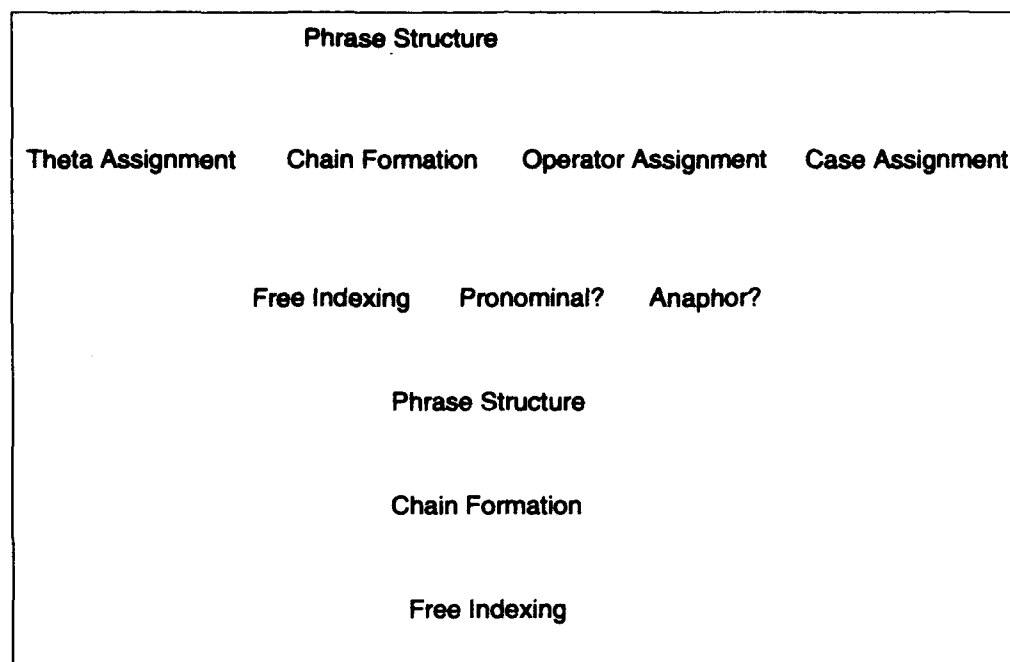 Phrase Structure
Theta Assignment Chain Formation Operator Assignment Case Assignment
Free Indexing Pronominal? Anaphor?
Phrase Structure
Chain Formation
Free Indexing